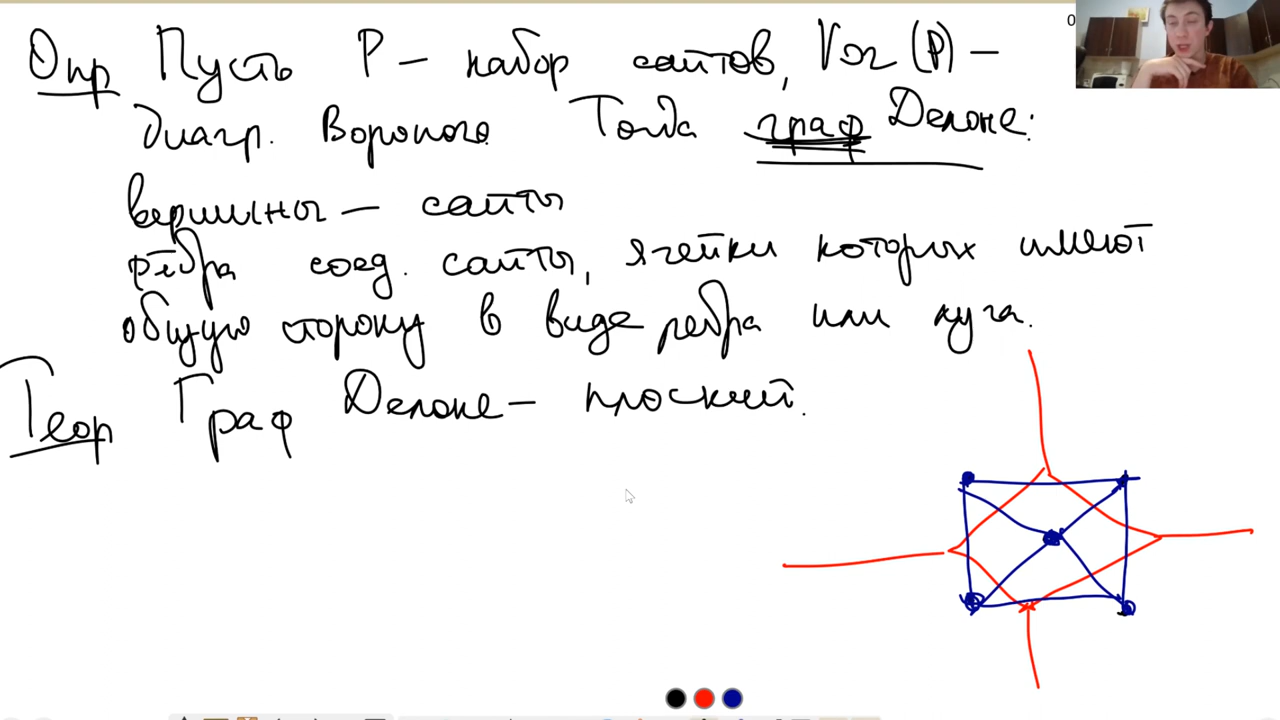 Опр Пусть P – набор сайтов, Vor (P) –
диагр. Вороного. Тогда граф Делоне:
вершины – сайты
рёбра соед. сайты, ячейки которых имеют
общую сторону в виде ребра или луча.
Теор Граф Делоне – плоский.